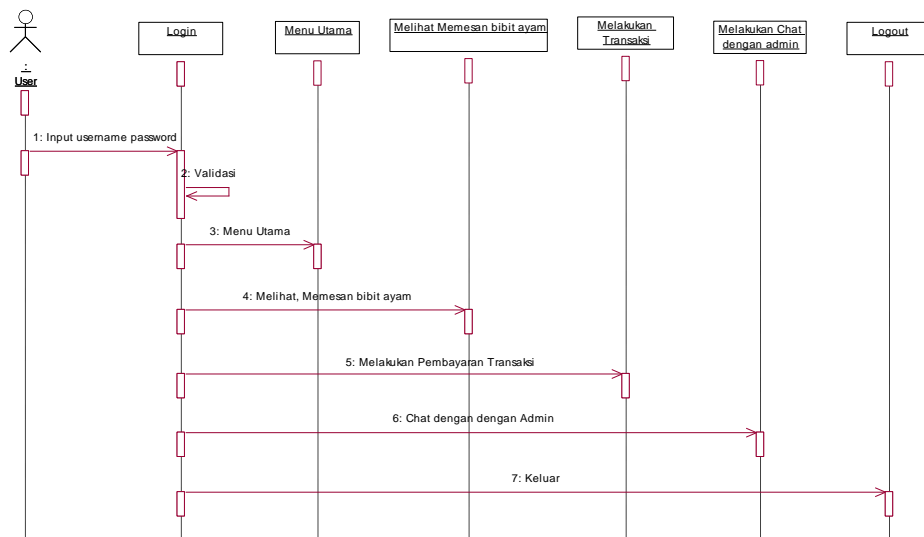 Login
Menu Utama
Melihat Memesan bibit ayam
Melakukan
Transaksi
Melakukan Chat
dengan admin
Logout
:
User
1: Input username password
2: Validasi
3: Menu Utama
4: Melihat, Memesan bibit ayam
5: Melakukan Pembayaran Transaksi
6: Chat dengan dengan Admin
7: Keluar